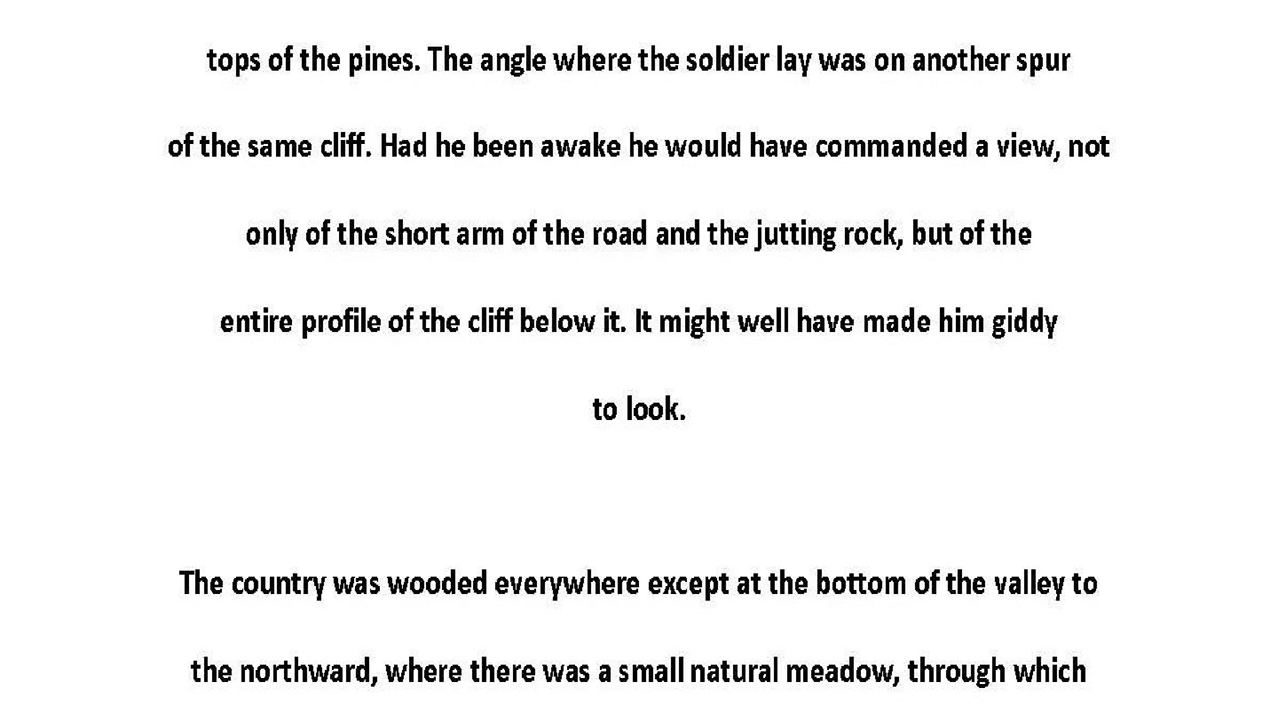 tops of the pines. The angle where the soldier lay was on another spur
of the same cliff. Had he been awake he would have commanded a view, not
only of the short arm of the road and the jutting rock, but of the
entire profile of the cliff below it. It might well have made him giddy
to look.
The country was wooded everywhere except at the bottom of the valley to
the northward, where there was a small natural meadow, through which